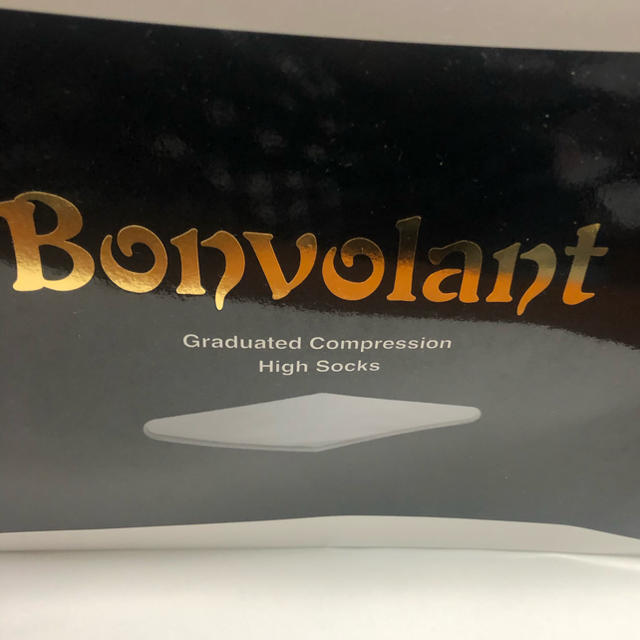 Bonvolant
Graduated Compression
High Socks